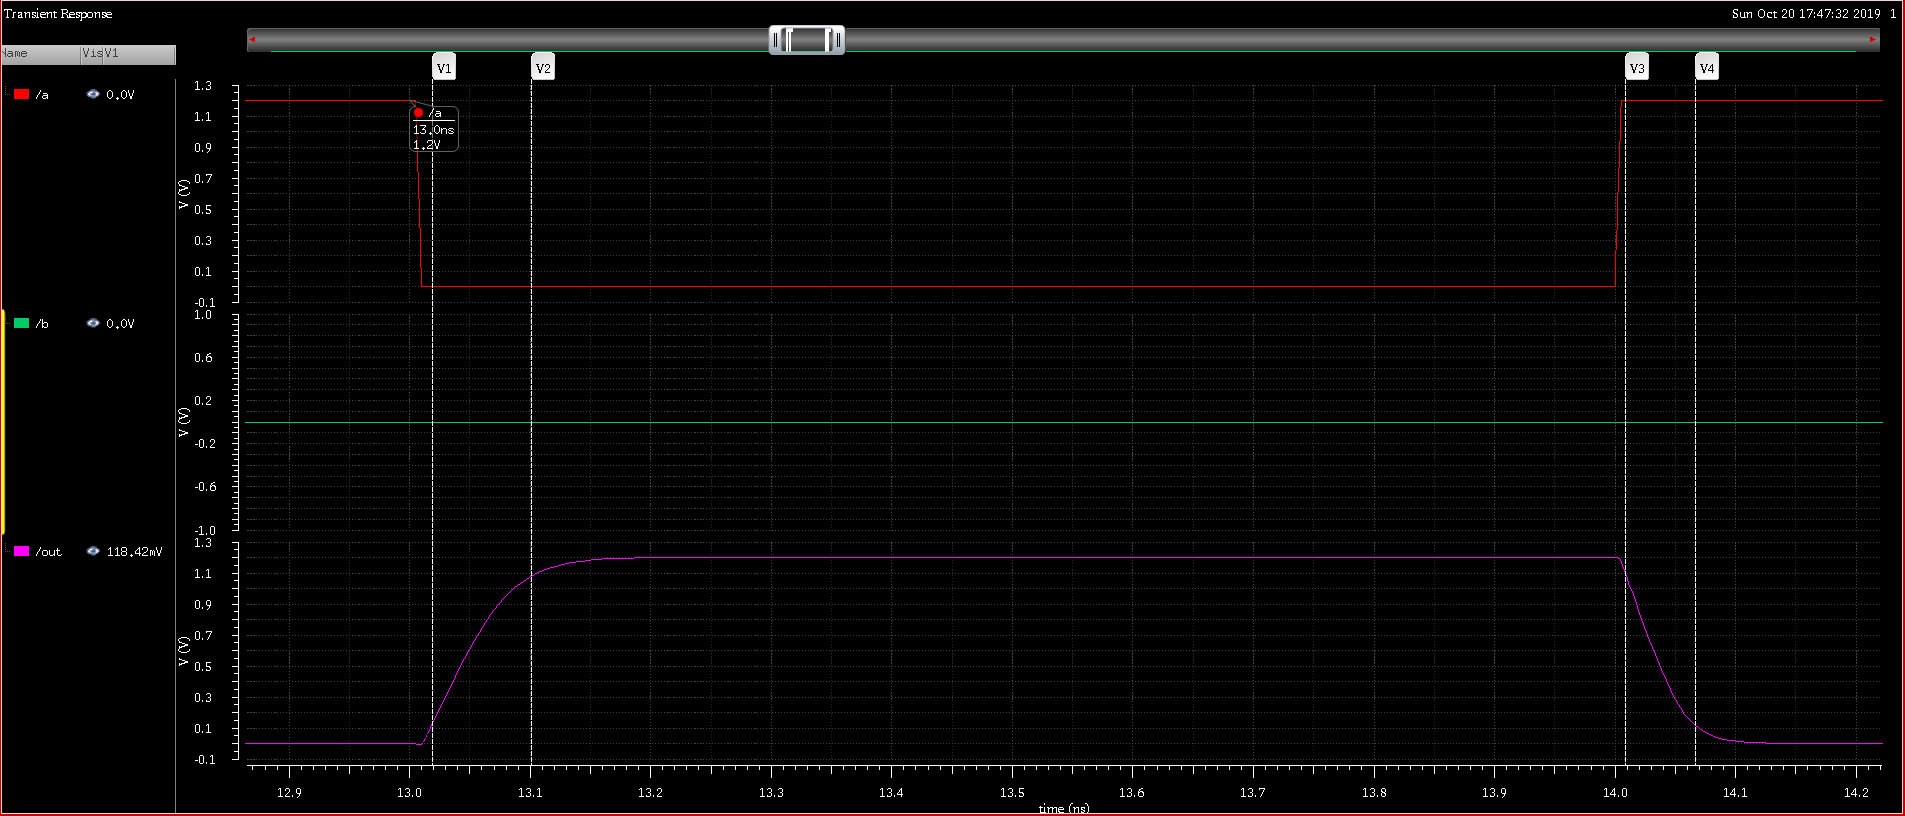 Transient Response
Sun Oct 20 17:47:32 2019 1
Name Vis V1
V1 V2 V3 V4
/a 0.0V
1.3
1.1
0.9
0.7
0.5
0.3
0.1
-0.1
V (V)
/a
13.0ns
1.2V
/b 0.0V
1.0
0.6
0.2
-0.2
-0.6
-1.0
V (V)
/out 118.42mV
1.3
1.1
0.9
0.7
0.5
0.3
0.1
-0.1
V (V)
12.9 13.0 13.1 13.2 13.3 13.4 13.5 13.6 13.7 13.8 13.9 14.0 14.1 14.2
time (ns)